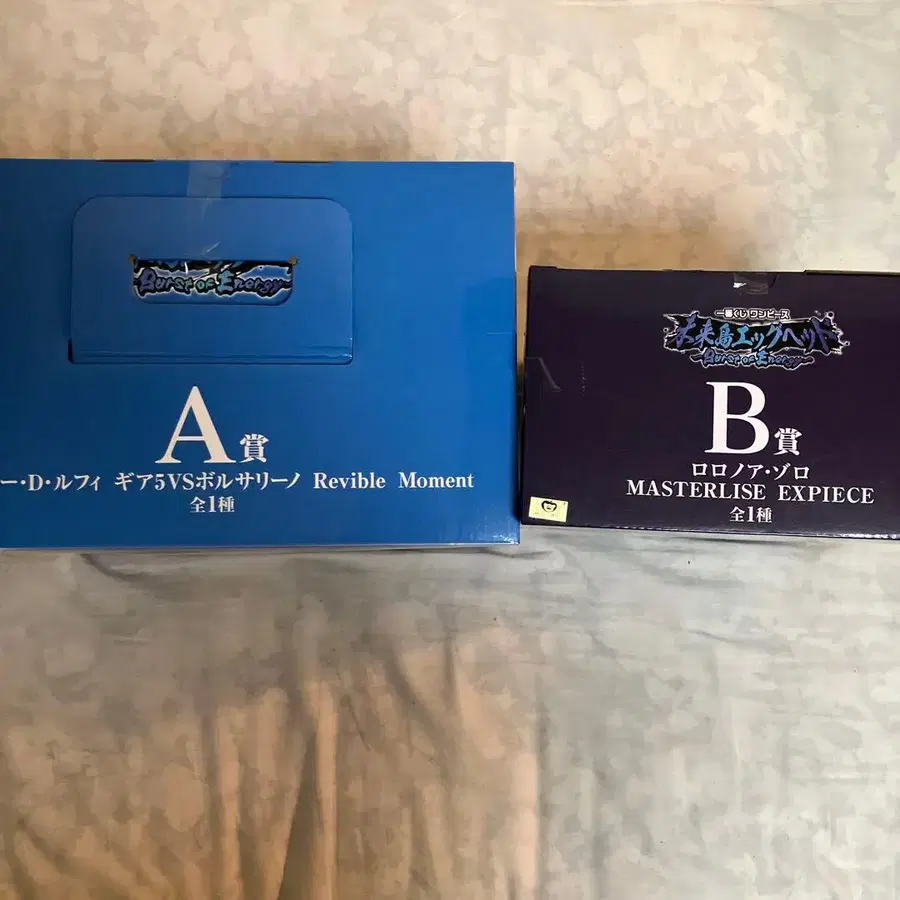 Burst of Energy
A賞
ー・D・ルフィ ギア5VSボルサリーノ Revible Moment
全1種
一番くじ ワンピース
未来島エッグヘッド
~Burst of Energy~
B賞
ロロノア・ゾロ
MASTERLISE EXPIECE
全1種